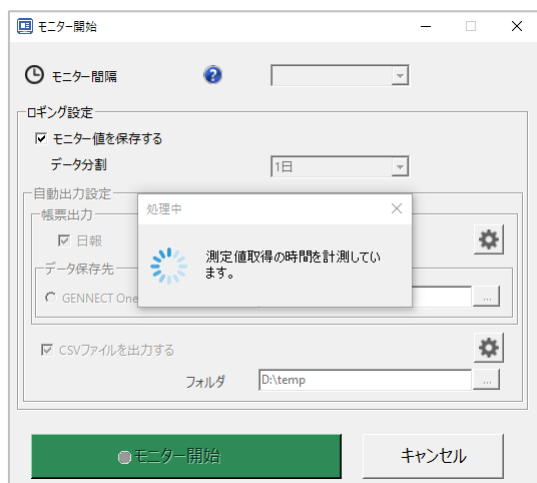 モニター開始
モニター間隔
ロギング設定
モニター値を保存する
データ分割
1日
自動出力設定
帳票出力
処理中
日報
測定値取得の時間を計測してい
ます。
データ保存先
GENNECT One
...
CSVファイルを出力する
フォルダ
D:\temp
...
モニター開始
キャンセル